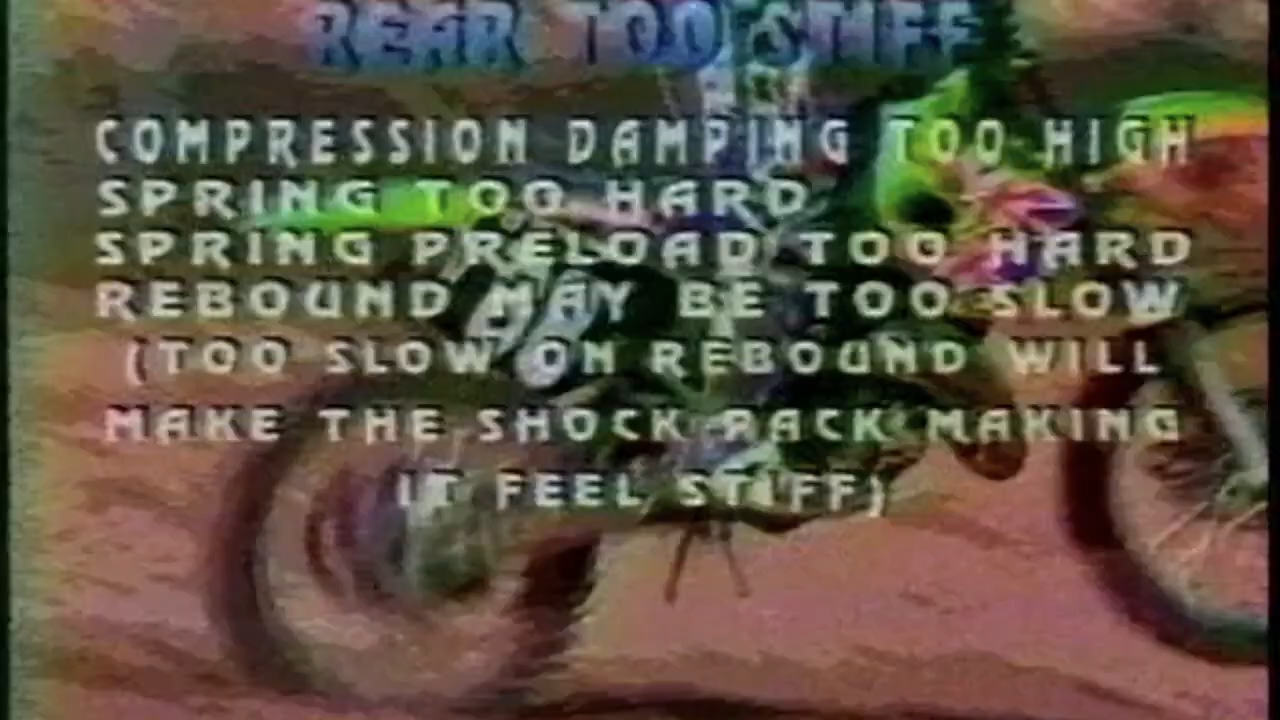 REAR TOO STIFF
COMPRESSION DAMPING TOO HIGH
SPRING TOO HARD
SPRING PRELOAD TOO HARD
REBOUND MAY BE TOO SLOW
(TOO SLOW ON REBOUND WILL
MAKE THE SHOCK PACK MAKING
IT FEEL STIFF)